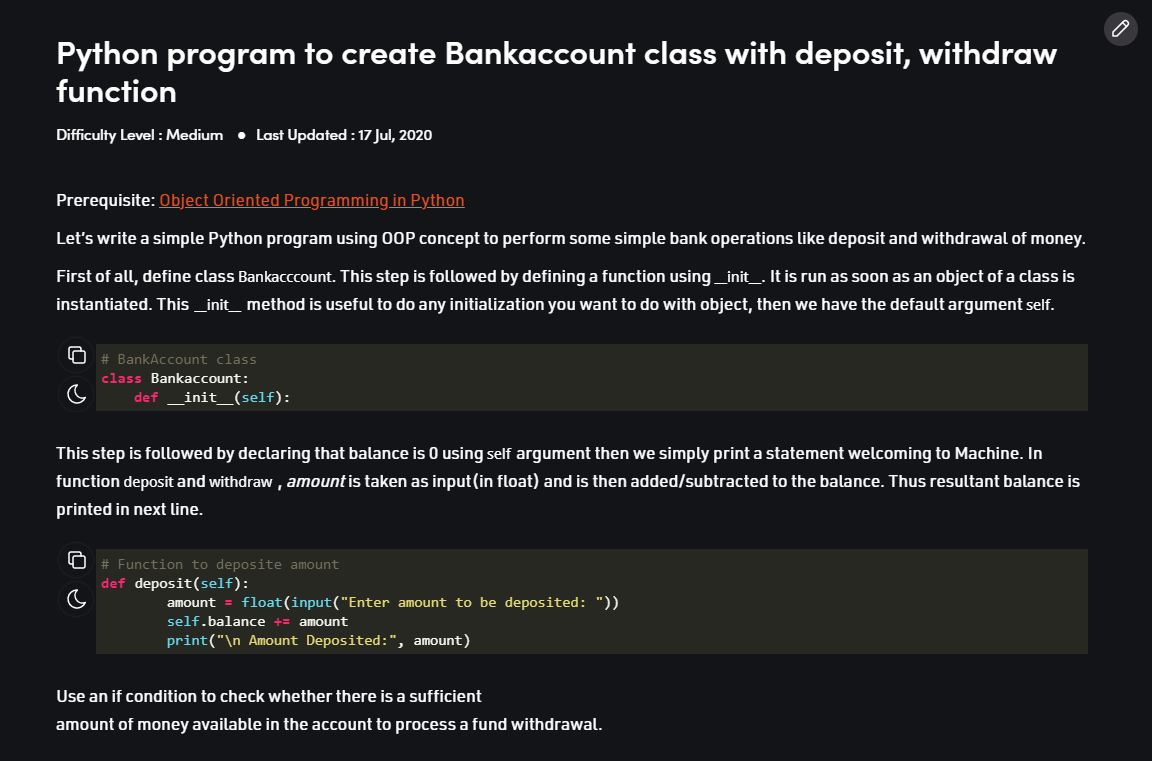 Python program to create Bankaccount class with deposit, withdraw
function
Difficulty Level : Medium ● Last Updated : 17 Jul, 2020
Prerequisite: Object Oriented Programming in Python
Let’s write a simple Python program using OOP concept to perform some simple bank operations like deposit and withdrawal of money.
First of all, define class Bankacccount. This step is followed by defining a function using __init__. It is run as soon as an object of a class is
instantiated. This __init__ method is useful to do any initialization you want to do with object, then we have the default argument self.
# BankAccount class
class Bankaccount:
    def __init__(self):
This step is followed by declaring that balance is 0 using self argument then we simply print a statement welcoming to Machine. In
function deposit and withdraw , amount is taken as input(in float) and is then added/subtracted to the balance. Thus resultant balance is
printed in next line.
# Function to deposite amount
def deposit(self):
        amount = float(input("Enter amount to be deposited: "))
        self.balance += amount
        print("\n Amount Deposited:", amount)
Use an if condition to check whether there is a sufficient
amount of money available in the account to process a fund withdrawal.